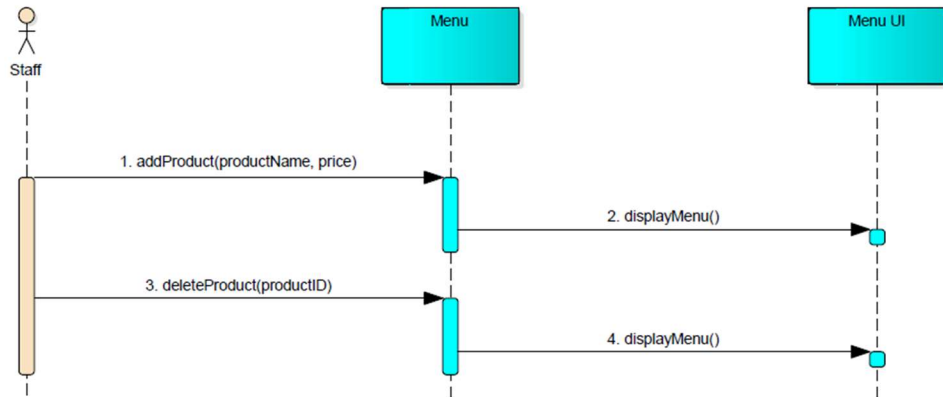 Menu
Menu UI
Staff
1. addProduct(productName, price)
2. displayMenu()
3. deleteProduct(productID)
4. displayMenu()